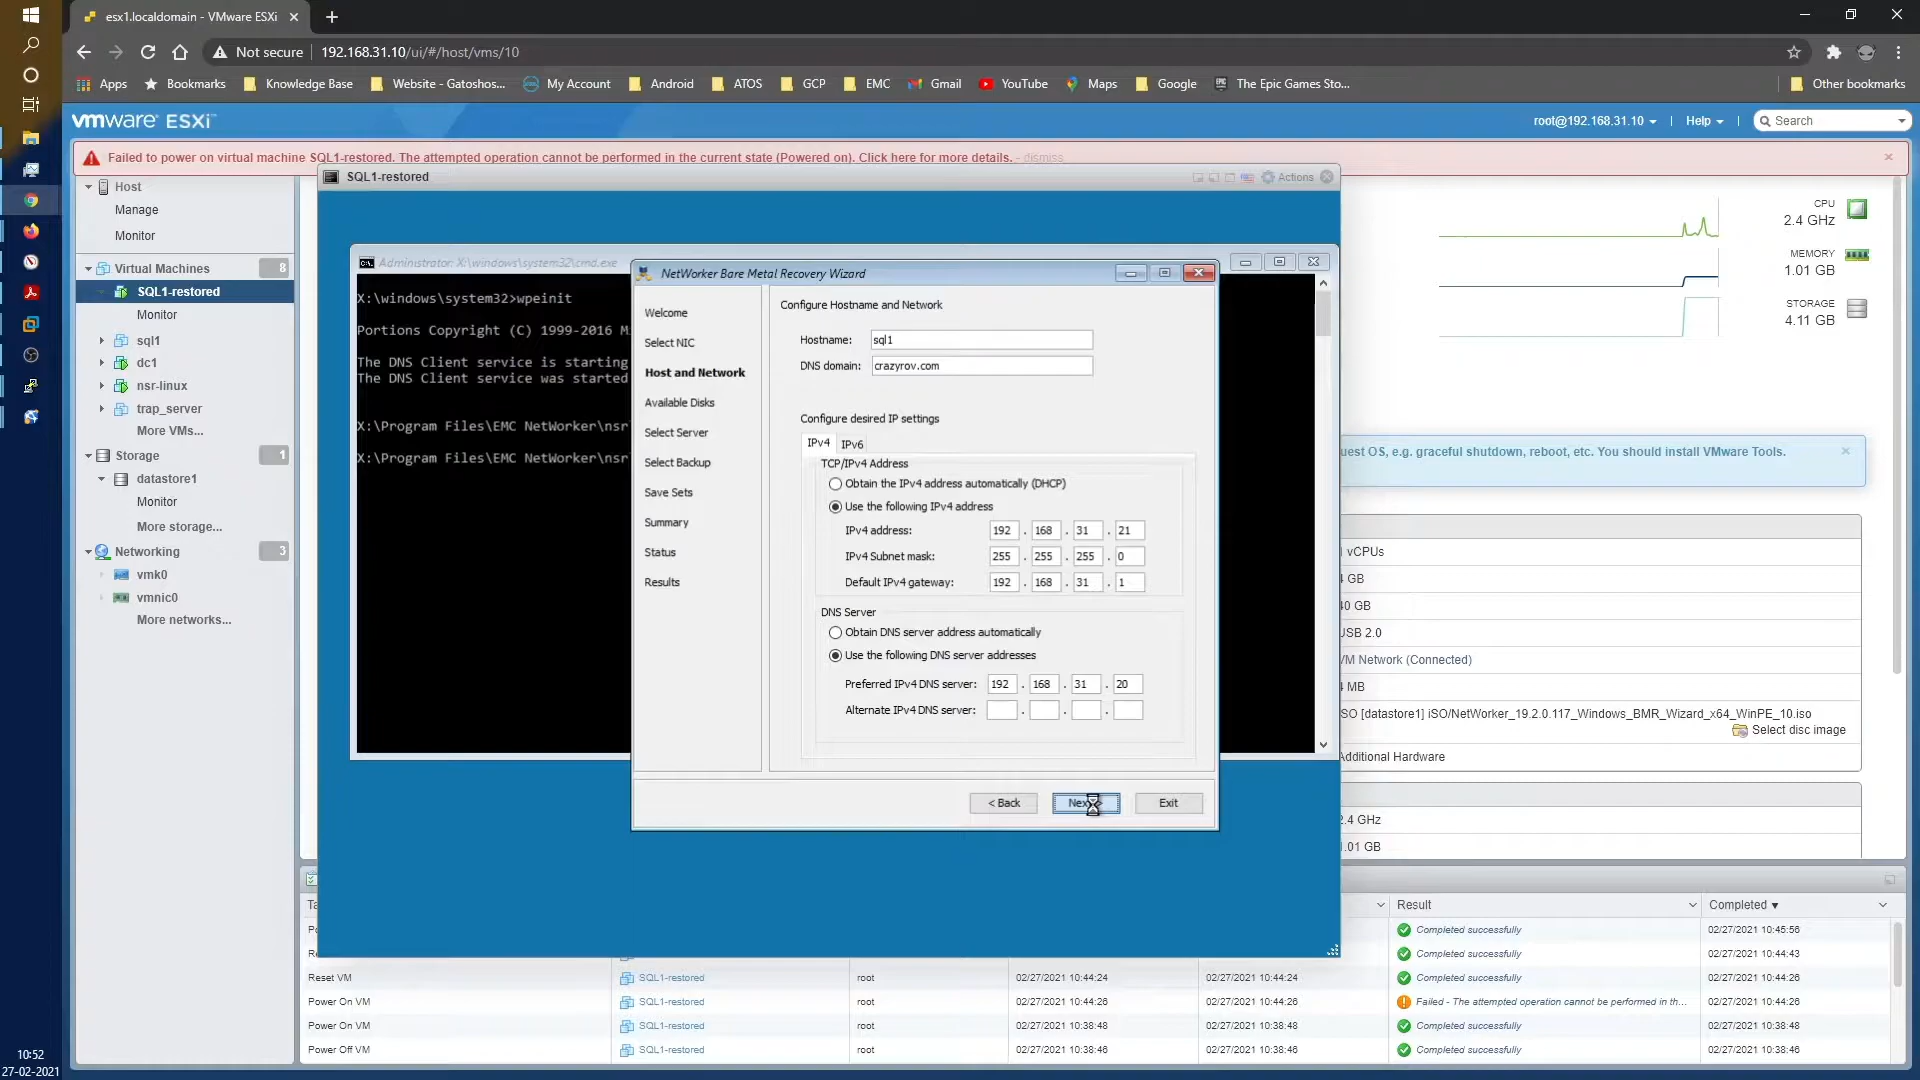 esx1.localdomain - VMware ESXi
Not secure
192.168.31.10/ui/#/host/vms/10
Apps
Bookmarks
Knowledge Base
Website - Gatoshos...
My Account
Android
ATOS
GCP
EMC
Gmail
YouTube
Maps
Google
The Epic Games Sto...
Other bookmarks
vmware ESXi
root@192.168.31.10
Help
Search
Failed to power on virtual machine SQL1-restored. The attempted operation cannot be performed in the current state (Powered on). Click here for more details. - dismiss
Host
Manage
Monitor
Virtual Machines
8
SQL1-restored
Monitor
sql1
dc1
nsr-linux
trap_server
More VMs...
Storage
1
datastore1
Monitor
More storage...
Networking
3
vmk0
vmnic0
More networks...
SQL1-restored
Actions
Administrator: X:\windows\system32\cmd.exe
X:\windows\system32>wpeinit
Portions Copyright (C) 1999-2016 M
The DNS Client service is starting
The DNS Client service was started
X:\Program Files\EMC NetWorker\nsr
X:\Program Files\EMC NetWorker\nsr
NetWorker Bare Metal Recovery Wizard
Welcome
Select NIC
Host and Network
Available Disks
Select Server
Select Backup
Save Sets
Summary
Status
Results
Configure Hostname and Network
Hostname: sql1
DNS domain: crazyrov.com
Configure desired IP settings
IPv4 IPv6
TCP/IPv4 Address
Obtain the IPv4 address automatically (DHCP)
Use the following IPv4 address
IPv4 address: 192 . 168 . 31 . 21
IPv4 Subnet mask: 255 . 255 . 255 . 0
Default IPv4 gateway: 192 . 168 . 31 . 1
DNS Server
Obtain DNS server address automatically
Use the following DNS server addresses
Preferred IPv4 DNS server: 192 . 168 . 31 . 20
Alternate IPv4 DNS server: . . .
< Back
Exit
CPU
2.4 GHz
MEMORY
1.01 GB
STORAGE
4.11 GB
uest OS, e.g. graceful shutdown, reboot, etc. You should install VMware Tools.
vCPUs
GB
0 GB
USB 2.0
VM Network (Connected)
MB
ISO [datastore1] iSO/NetWorker_19.2.0.117_Windows_BMR_Wizard_x64_WinPE_10.iso
Select disc image
Additional Hardware
2.4 GHz
1.01 GB
Result
Completed
Completed successfully 02/27/2021 10:45:56
Completed successfully 02/27/2021 10:44:43
Reset VM SQL1-restored root 02/27/2021 10:44:24 02/27/2021 10:44:24 Completed successfully 02/27/2021 10:44:26
Power On VM SQL1-restored root 02/27/2021 10:44:26 02/27/2021 10:44:26 Failed - The attempted operation cannot be performed in th... 02/27/2021 10:44:26
Power On VM SQL1-restored root 02/27/2021 10:38:48 02/27/2021 10:38:48 Completed successfully 02/27/2021 10:38:48
Power Off VM SQL1-restored root 02/27/2021 10:38:46 02/27/2021 10:38:46 Completed successfully 02/27/2021 10:38:46
10:52
27-02-2021